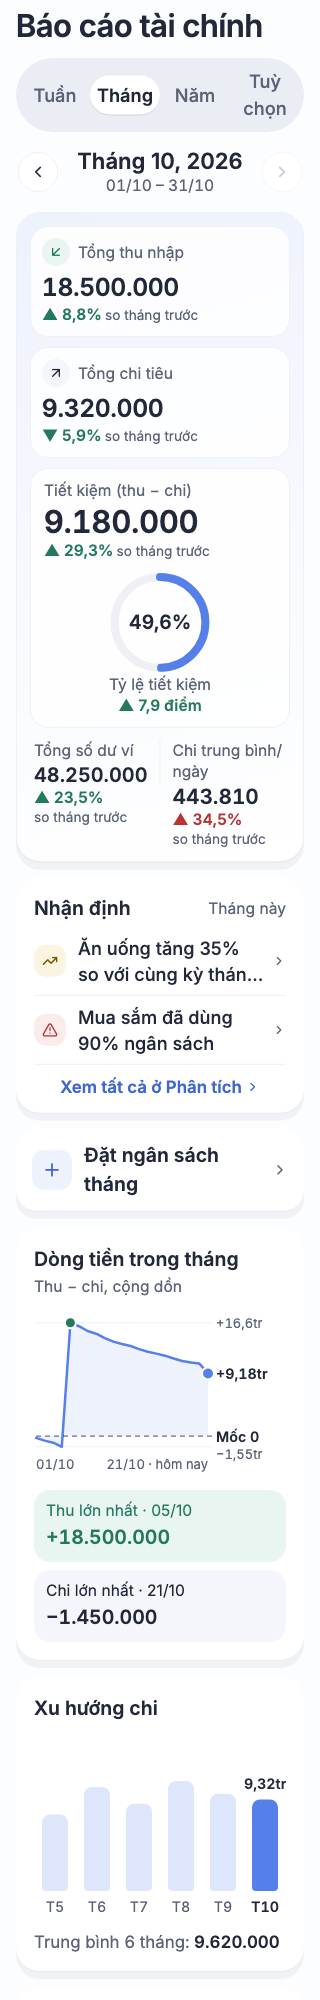 Báo cáo tài chính
Tuần
Tháng
Năm
Tuỳ
chọn
Tháng 10, 2026
01/10 – 31/10
Tổng thu nhập
18.500.000
▲ 8,8% so tháng trước
Tổng chi tiêu
9.320.000
▼ 5,9% so tháng trước
Tiết kiệm (thu – chi)
9.180.000
▲ 29,3% so tháng trước
49,6%
Tỷ lệ tiết kiệm
▲ 7,9 điểm
Tổng số dư ví
48.250.000
▲ 23,5%
so tháng trước
Chi trung bình/
ngày
443.810
▲ 34,5%
so tháng trước
Nhận định
Tháng này
Ăn uống tăng 35%
so với cùng kỳ thán...
Mua sắm đã dùng
90% ngân sách
Xem tất cả ở Phân tích
Đặt ngân sách
tháng
Dòng tiền trong tháng
Thu – chi, cộng dồn
+16,6tr
+9,18tr
Mốc 0
−1,55tr
01/10
21/10 · hôm nay
Thu lớn nhất · 05/10
+18.500.000
Chi lớn nhất · 21/10
−1.450.000
Xu hướng chi
9,32tr
T5 T6 T7 T8 T9 T10
Trung bình 6 tháng: 9.620.000